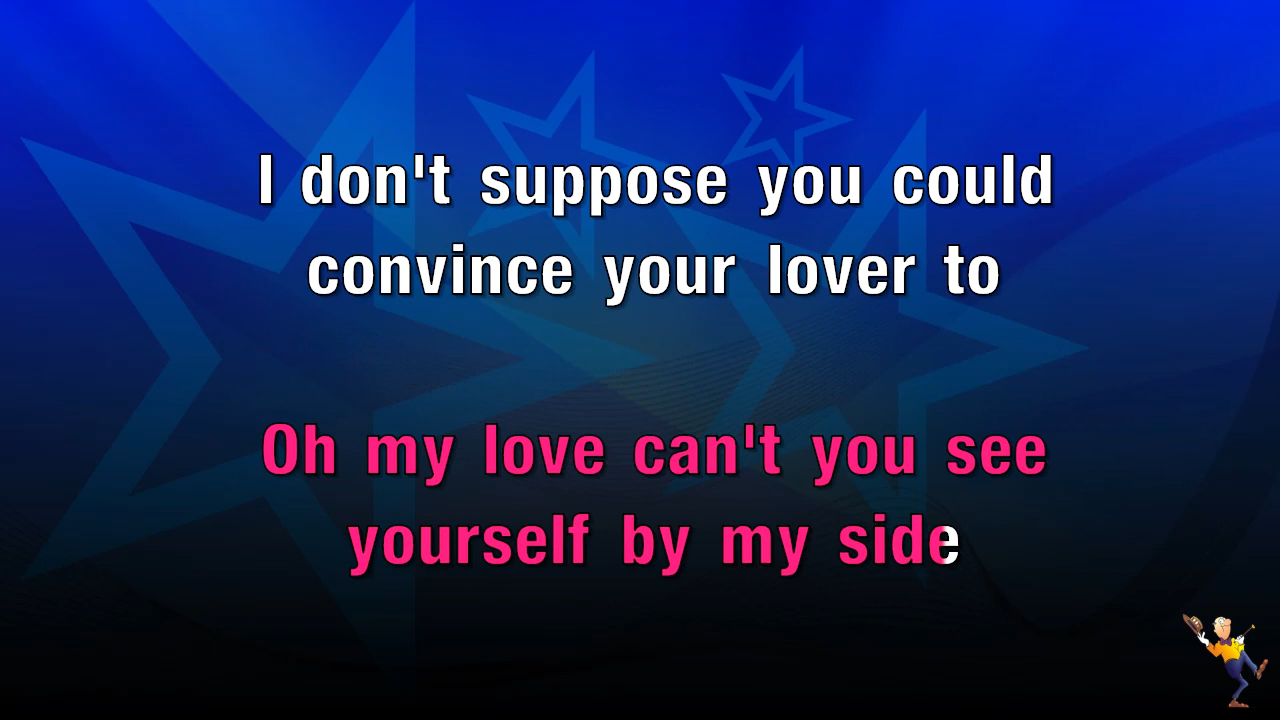 I don't suppose you could
convince your lover to
Oh my love can't you see
yourself by my side